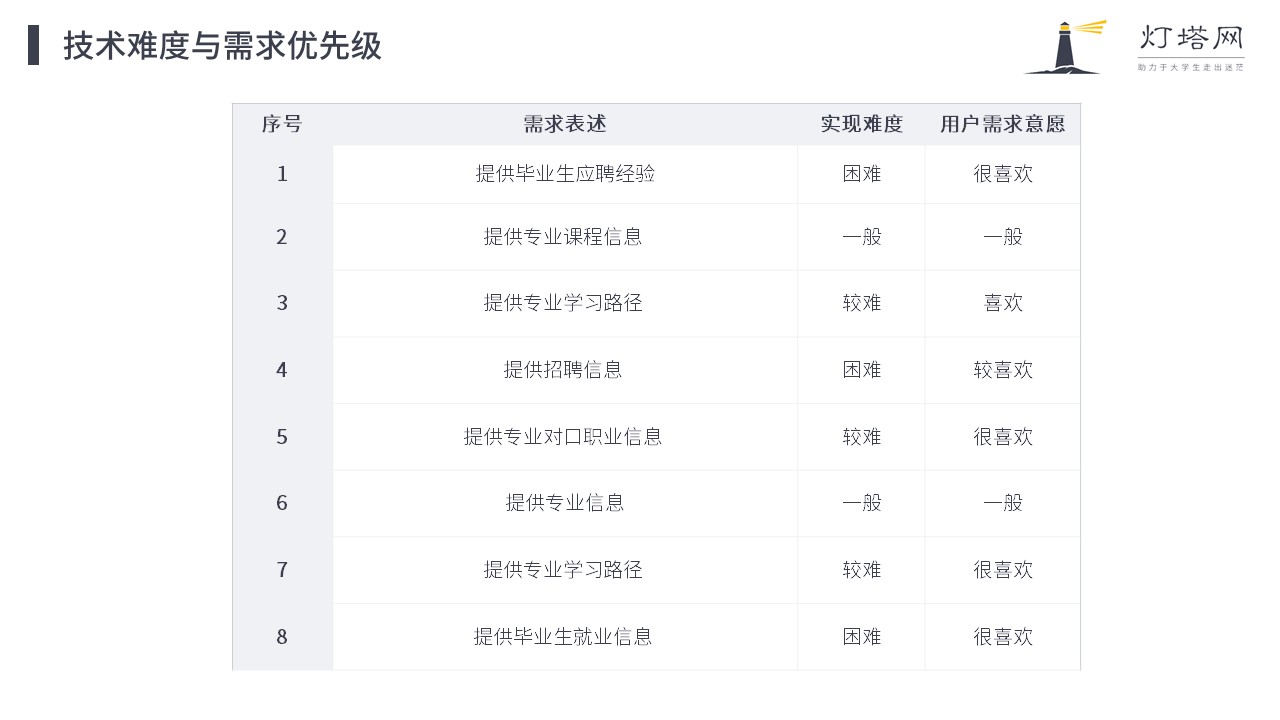 技术难度与需求优先级
灯塔网
助力于大学生走出迷茫
序号 需求表述 实现难度 用户需求意愿
1 提供毕业生应聘经验 困难 很喜欢
2 提供专业课程信息 一般 一般
3 提供专业学习路径 较难 喜欢
4 提供招聘信息 困难 较喜欢
5 提供专业对口职业信息 较难 很喜欢
6 提供专业信息 一般 一般
7 提供专业学习路径 较难 很喜欢
8 提供毕业生就业信息 困难 很喜欢